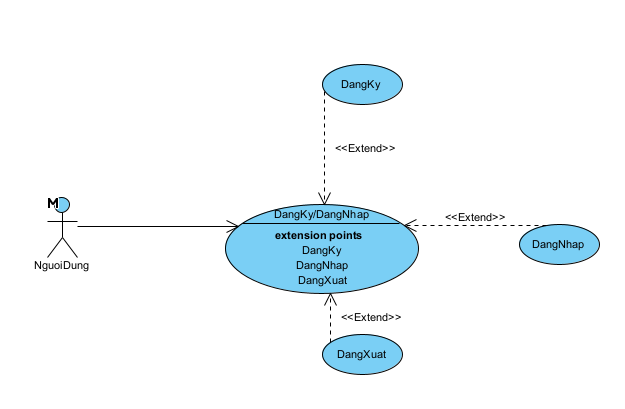 DangKy
<<Extend>>
M
NguoiDung
DangKy/DangNhap
extension points
DangKy
DangNhap
DangXuat
<<Extend>>
DangNhap
<<Extend>>
DangXuat